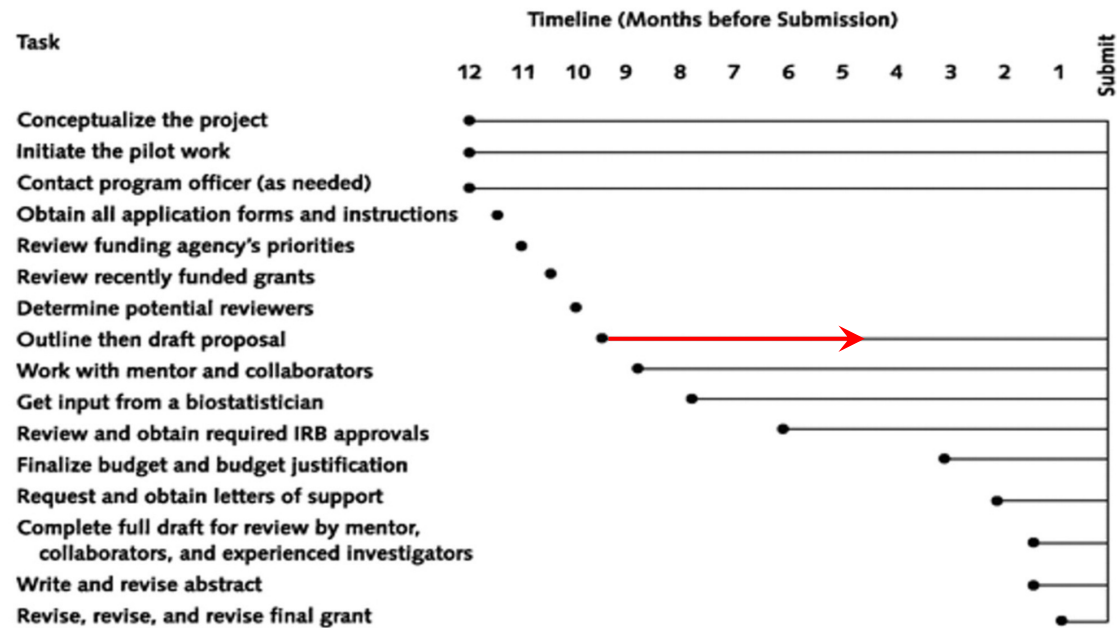 Timeline (Months before Submission)
Task
12 11 10 9 8 7 6 5 4 3 2 1 Submit
Conceptualize the project
Initiate the pilot work
Contact program officer (as needed)
Obtain all application forms and instructions
Review funding agency's priorities
Review recently funded grants
Determine potential reviewers
Outline then draft proposal
Work with mentor and collaborators
Get input from a biostatistician
Review and obtain required IRB approvals
Finalize budget and budget justification
Request and obtain letters of support
Complete full draft for review by mentor,
collaborators, and experienced investigators
Write and revise abstract
Revise, revise, and revise final grant